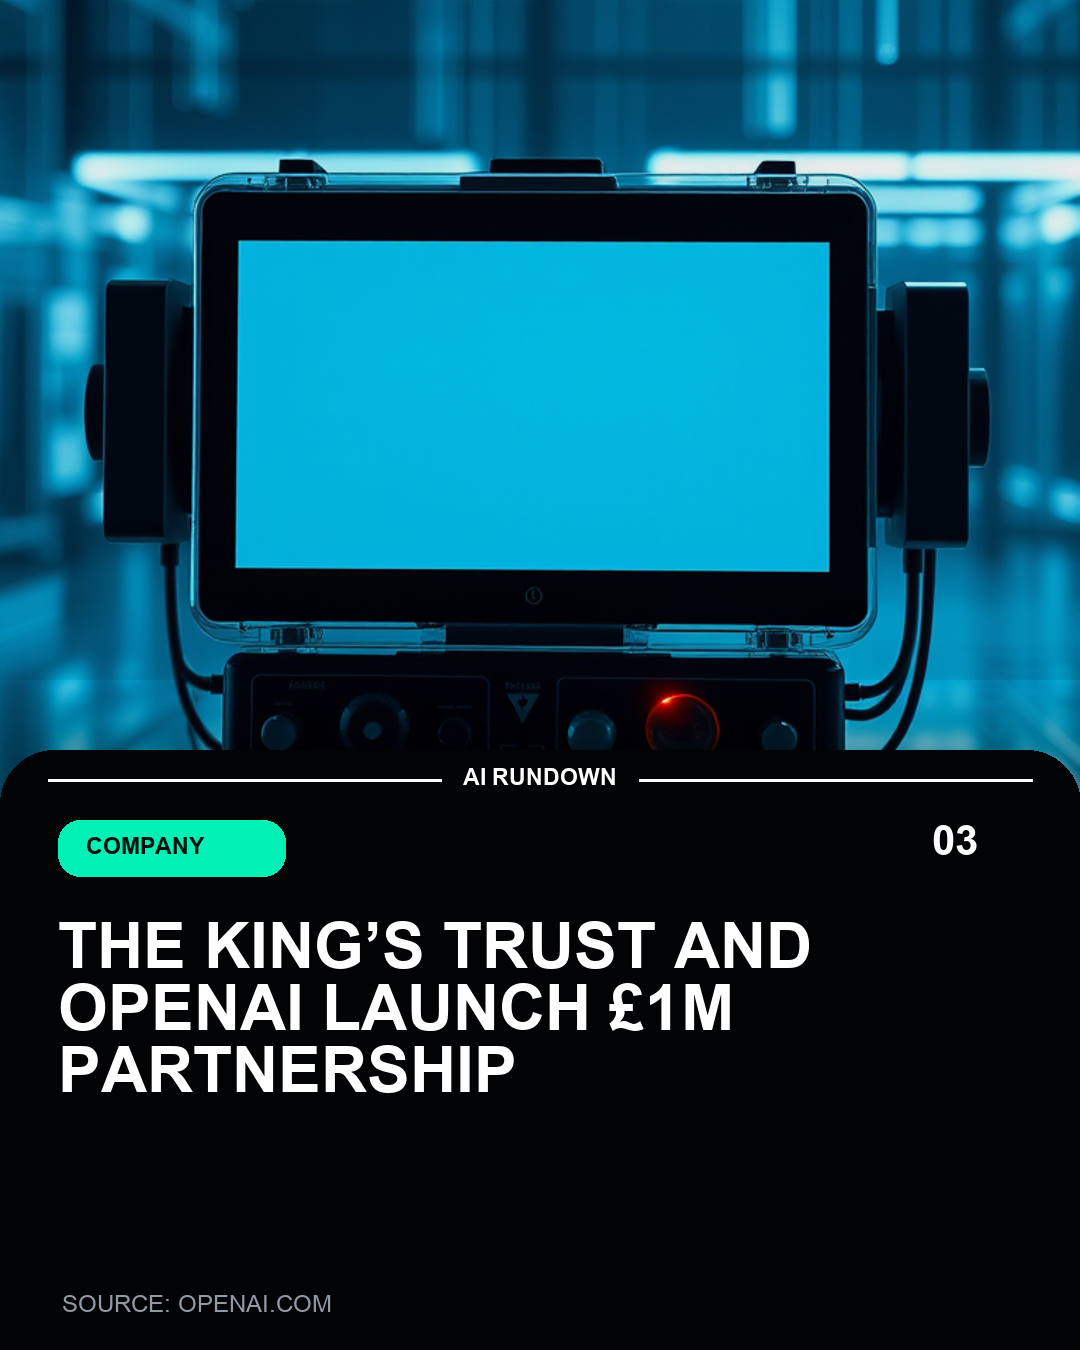 AI RUNDOWN
COMPANY
03
THE KING’S TRUST AND
OPENAI LAUNCH £1M
PARTNERSHIP
SOURCE: OPENAI.COM